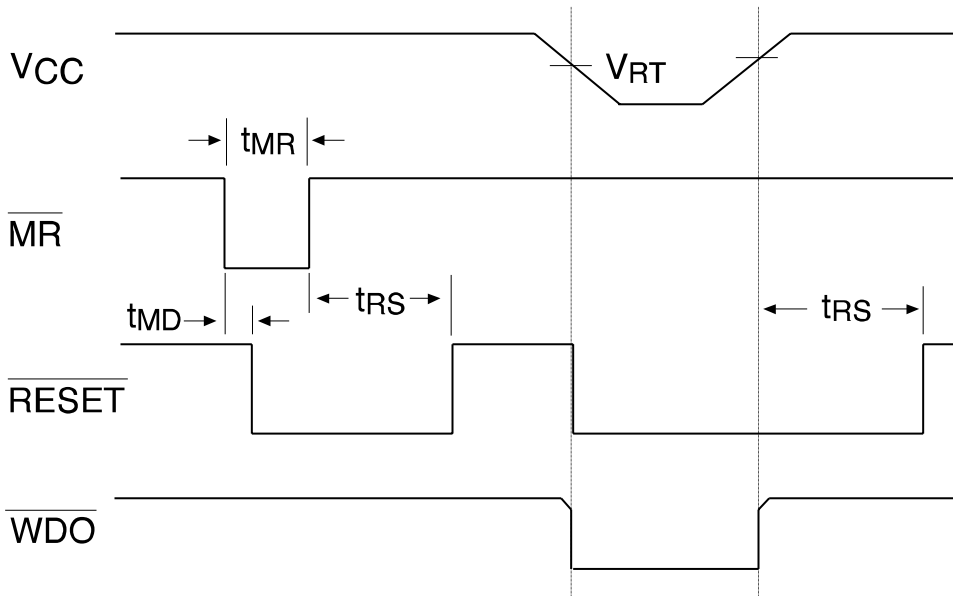 VCC
VRT
tMR
MR
tMD
tRS
tRS
RESET
WDO